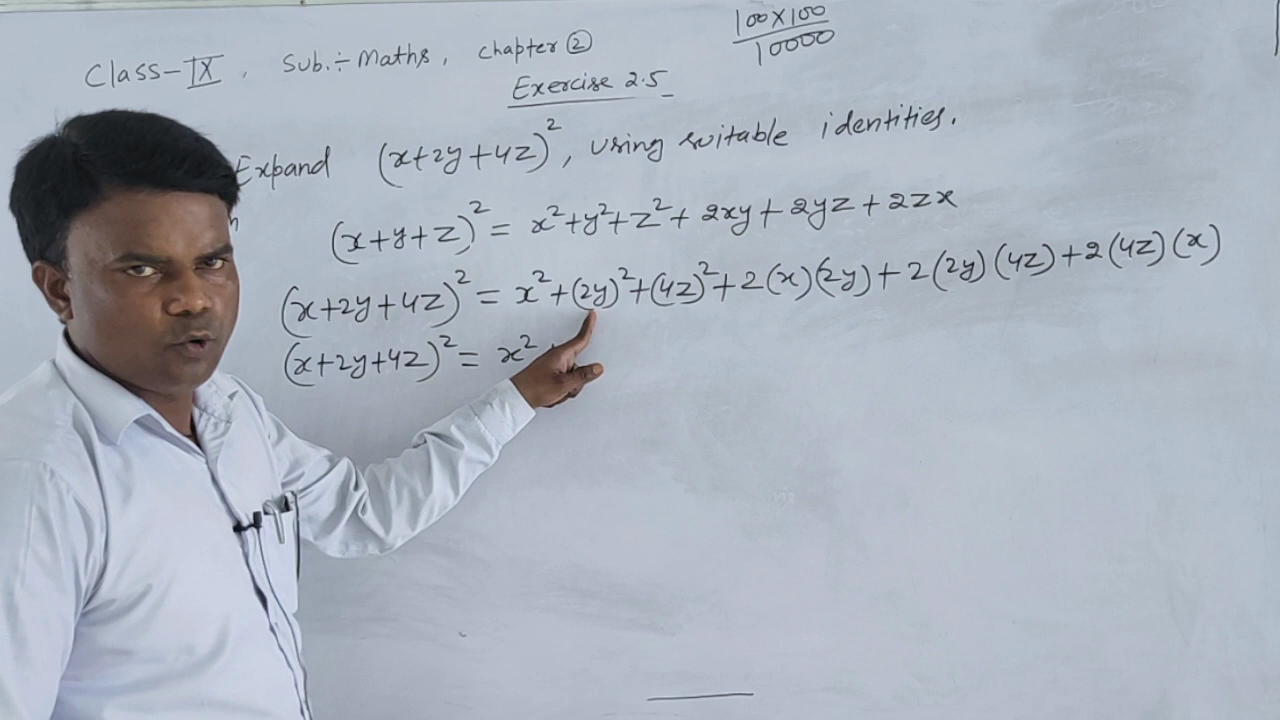 100×100
10000
Class-IX, Sub.÷Maths, Chapter ②
Exercise 2.5
Expand (x+2y+4z)², using suitable identities.
n (x+y+z)² = x²+y²+z²+2xy+2yz+2zx
(x+2y+4z)² = x²+(2y)²+(4z)²+2(x)(2y)+2(2y)(4z)+2(4z)(x)
(x+2y+4z)² = x²